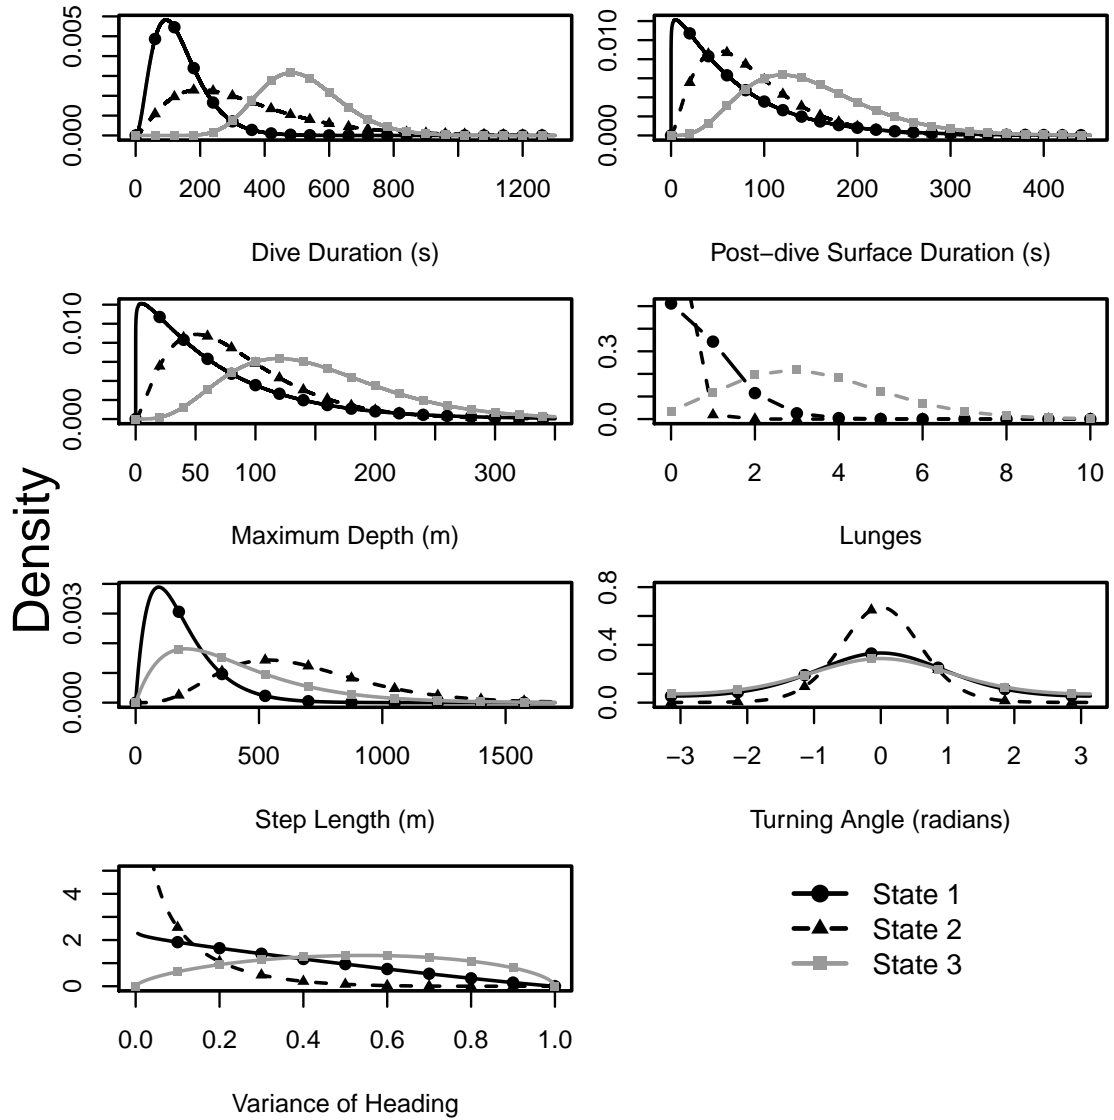 Density
0.005
0.000
0 200 400 600 800 1200
Dive Duration (s)
0.010
0.000
0 100 200 300 400
Post−dive Surface Duration (s)
0.010
0.000
0 50 100 200 300
Maximum Depth (m)
0.3
0.0
0 2 4 6 8 10
Lunges
0.003
0.000
0 500 1000 1500
Step Length (m)
0.8
0.4
0.0
−3 −2 −1 0 1 2 3
Turning Angle (radians)
4
2
0
0.0 0.2 0.4 0.6 0.8 1.0
Variance of Heading
State 1
State 2
State 3